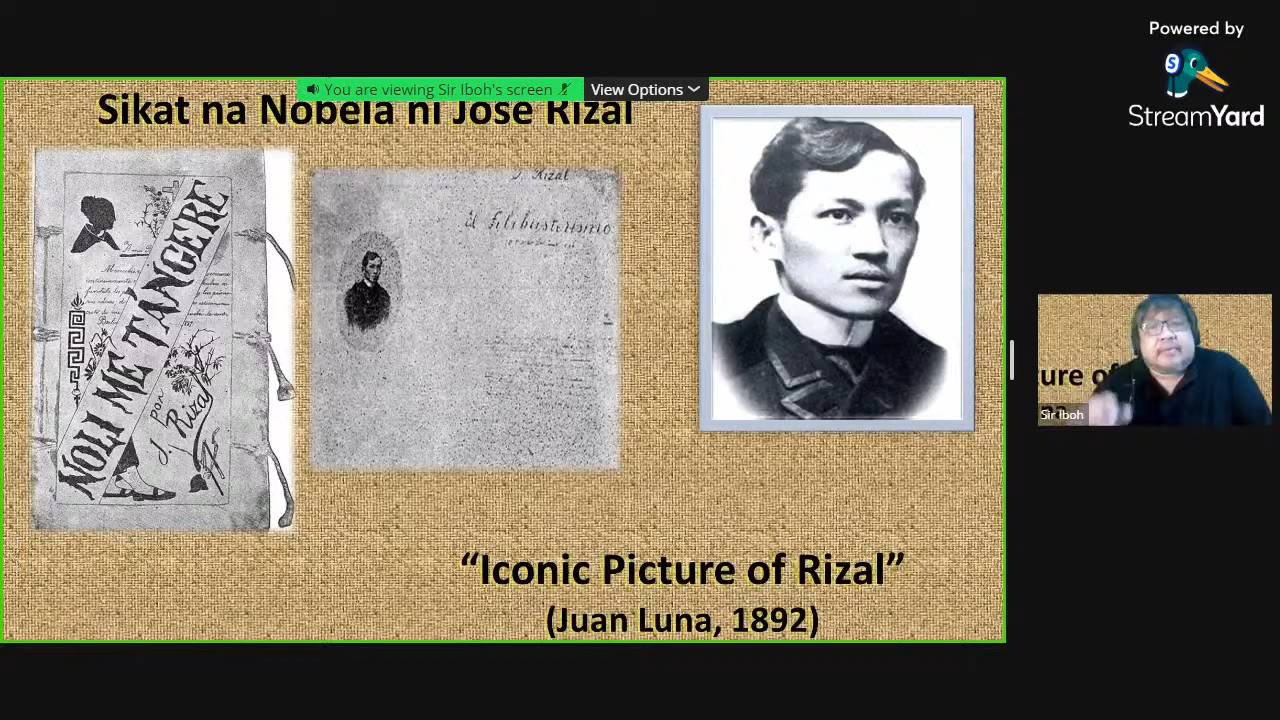 Powered by
StreamYard
You are viewing Sir Iboh's screen
View Options
Sikat na Nobela ni Jose Rizal
NOLI ME TÁNGERE
por
J. Rizal
J. Rizal
El Filibusterismo
"Iconic Picture of Rizal"
(Juan Luna, 1892)
ure of
Sir Iboh